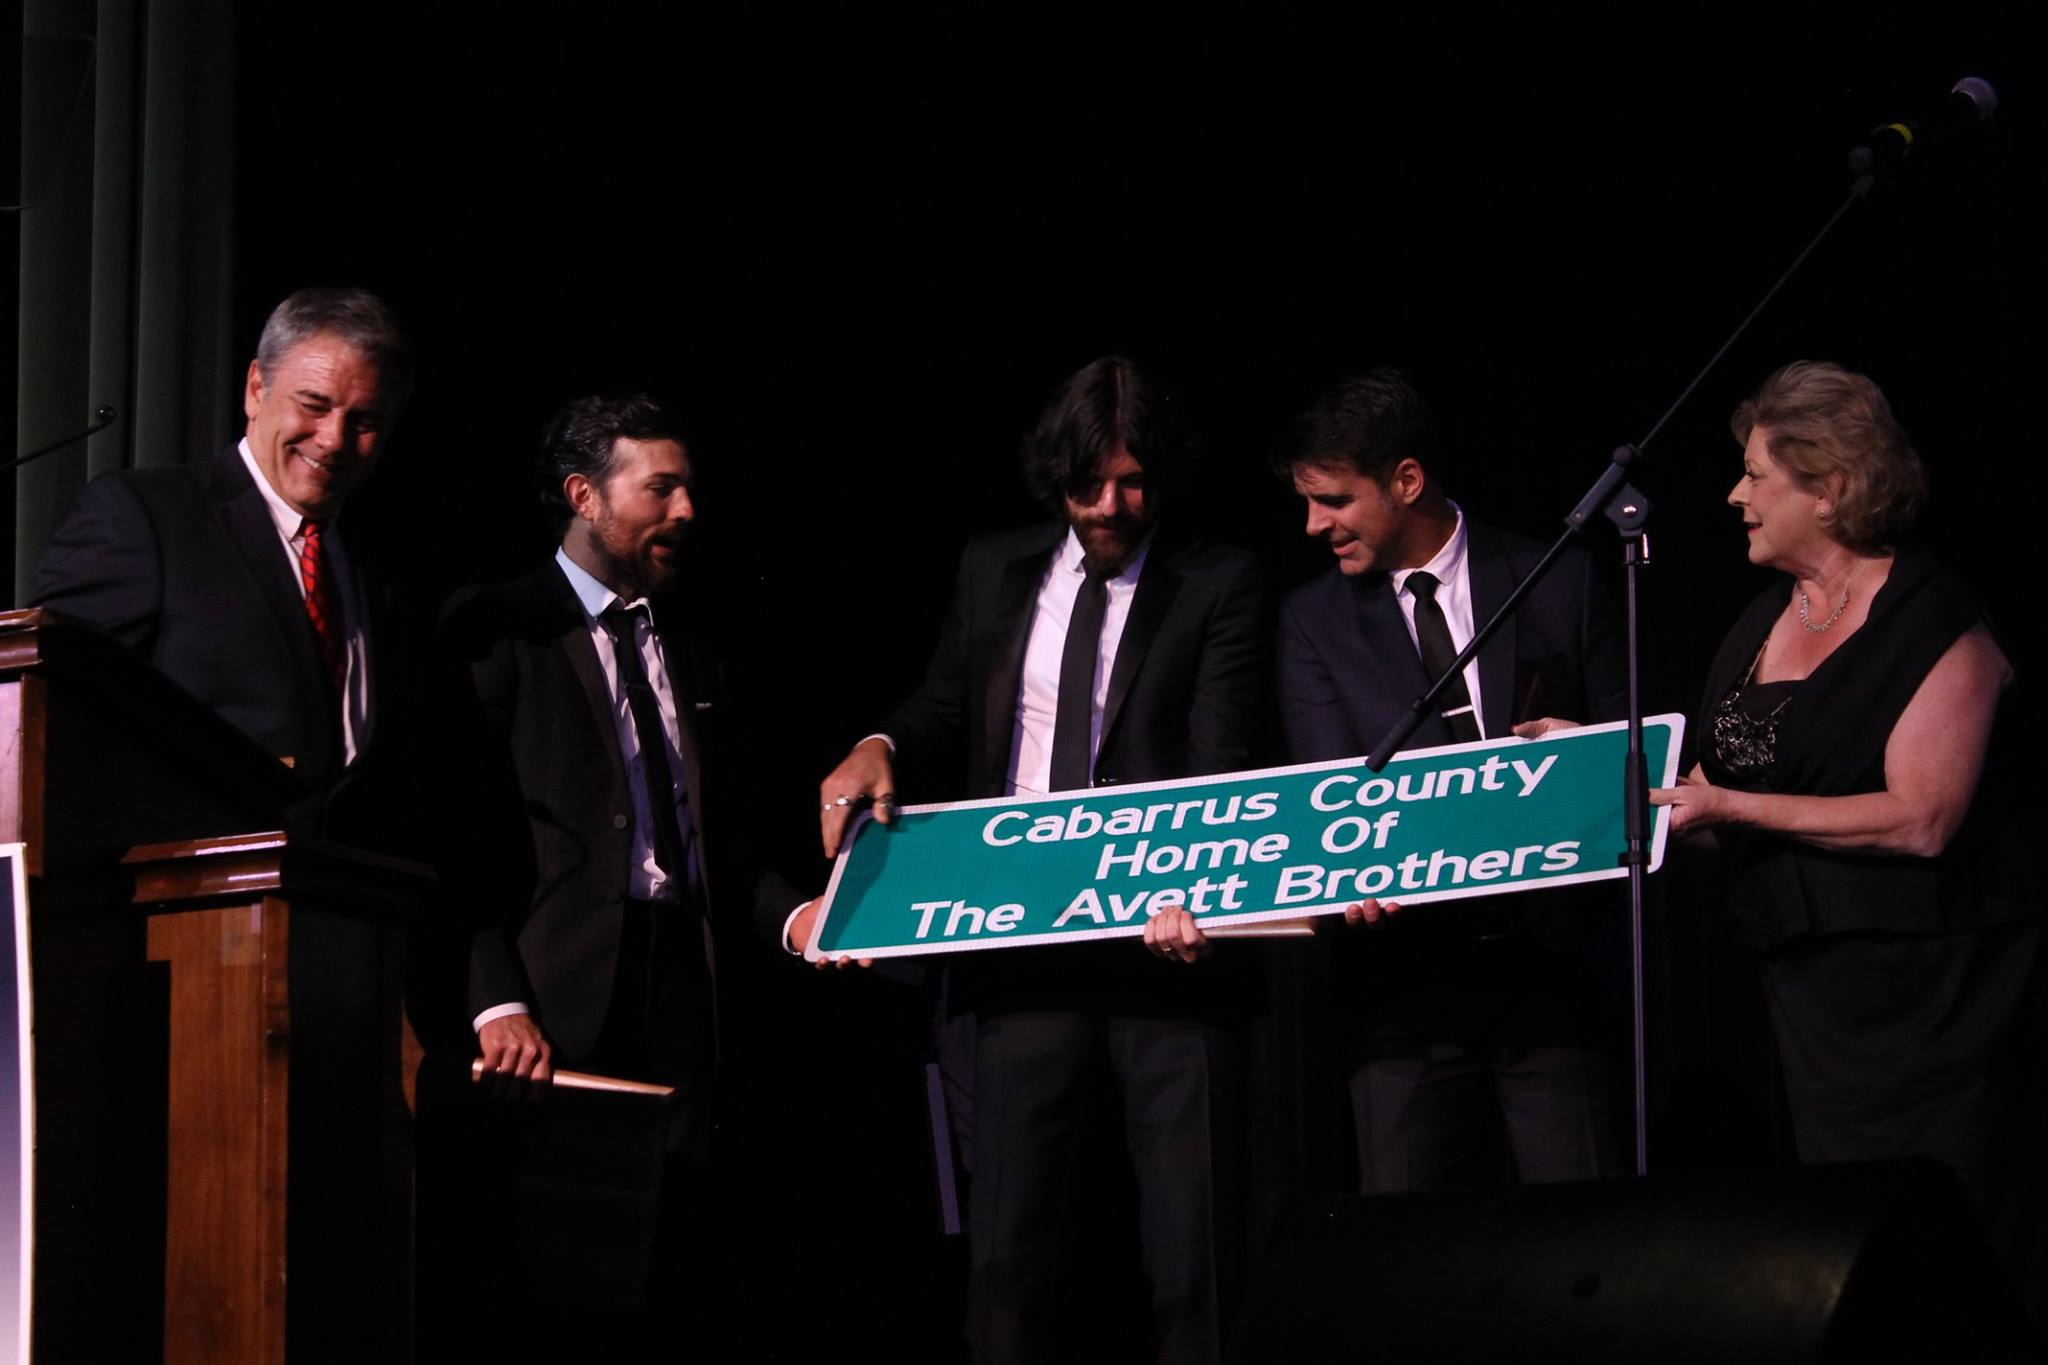 Cabarrus County
Home Of
The Avett Brothers